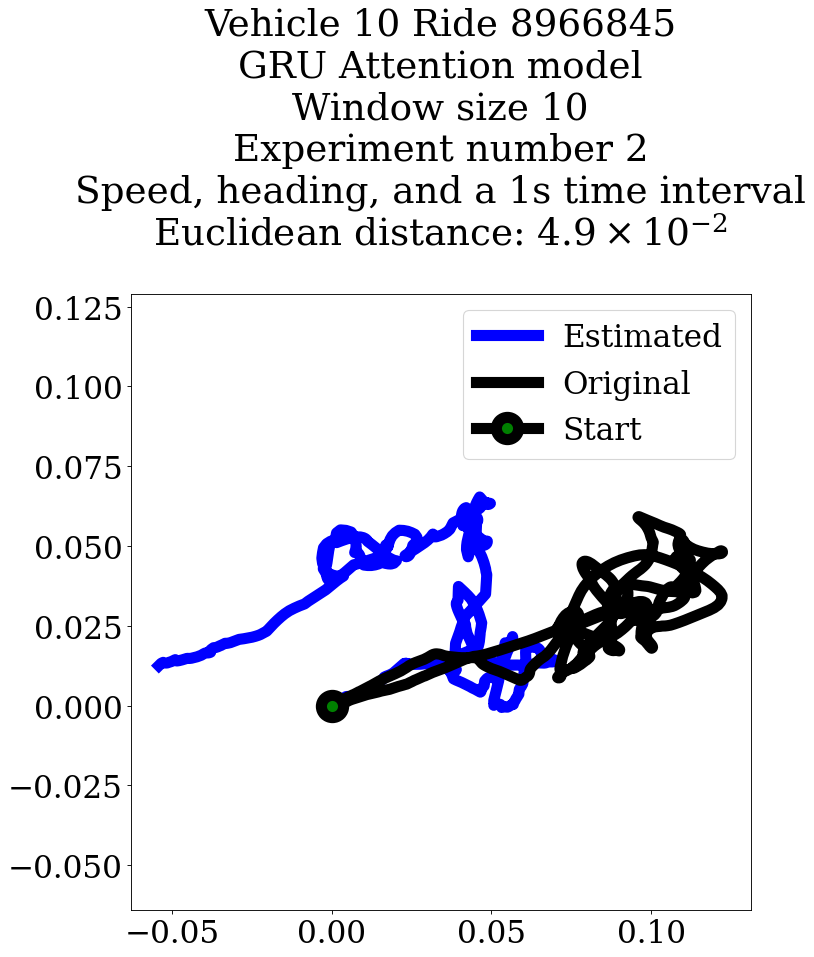 Vehicle 10 Ride 8966845
GRU Attention model
Window size 10
Experiment number 2
Speed, heading, and a 1s time interval
Euclidean distance: 4.9 × 10⁻²
0.125
0.100
0.075
0.050
0.025
0.000
−0.025
−0.050
Estimated
Original
Start
−0.05
0.00
0.05
0.10